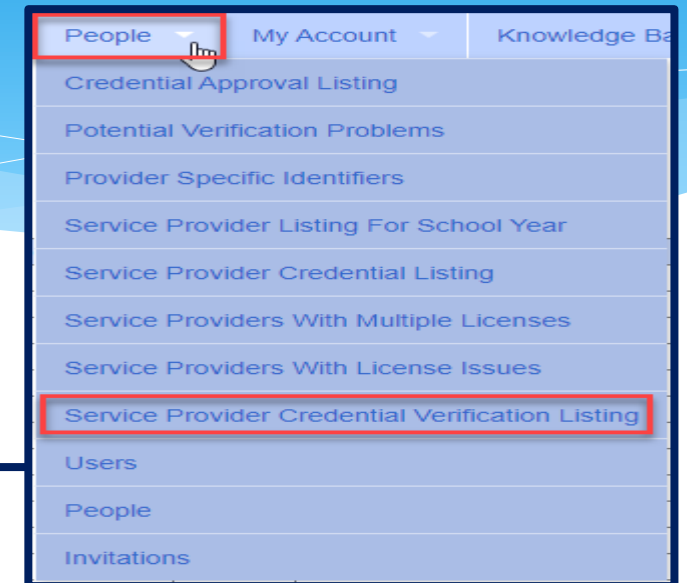 People My Account Knowledge
Credential Approval Listing
Potential Verification Problems
Provider Specific Identifiers
Service Provider Listing For School Year
Service Provider Credential Listing
Service Providers With Multiple Licenses
Service Providers With License Issues
Service Provider Credential Verification Listing
Users
People
Invitations